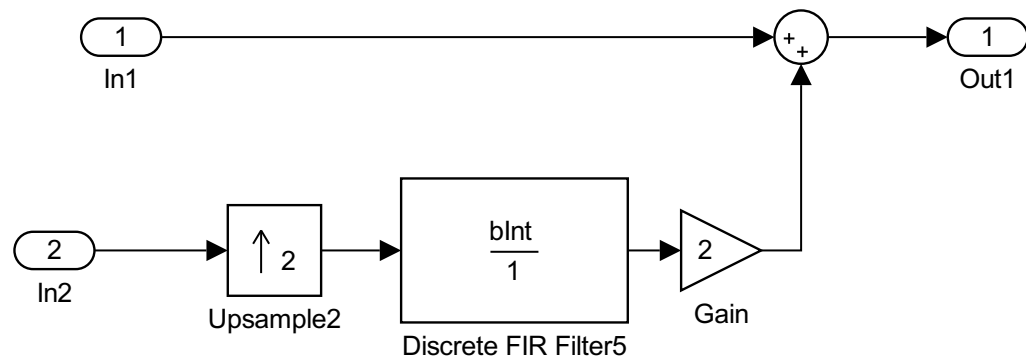 1
In1
+
+
1
Out1
2
In2
↑ 2
Upsample2
bInt
1
Discrete FIR Filter5
2
Gain